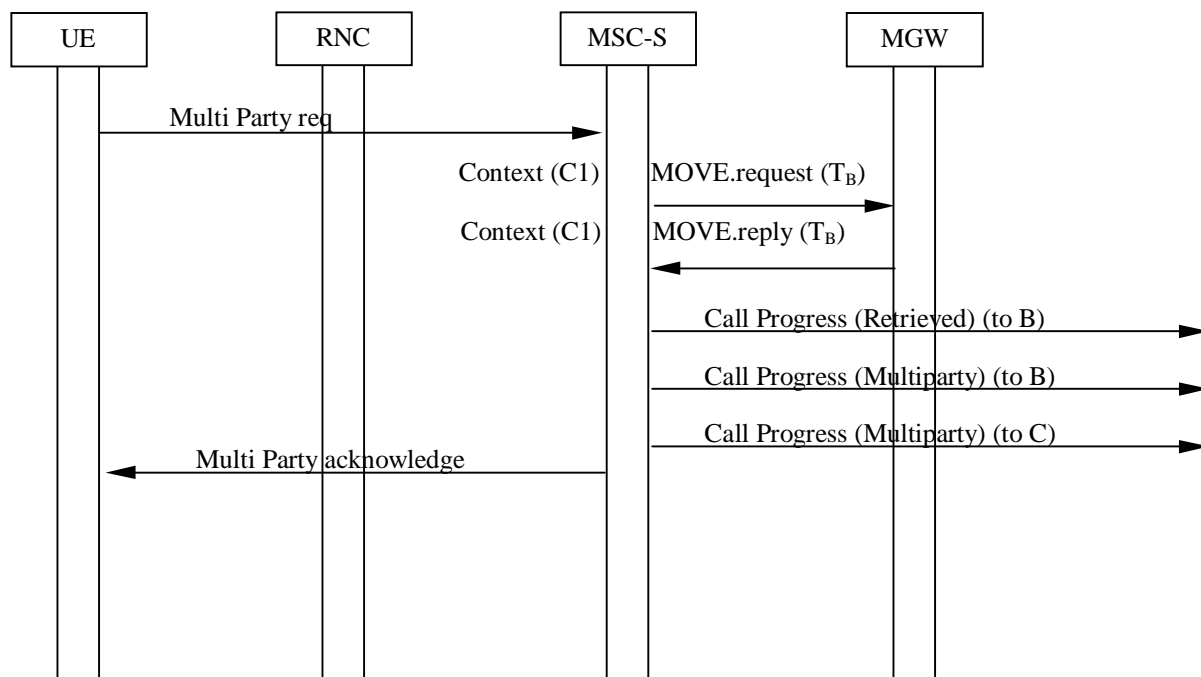 UE
RNC
MSC-S
MGW
Multi Party req
Context (C1)
MOVE.request (T_B)
Context (C1)
MOVE.reply (T_B)
Call Progress (Retrieved) (to B)
Call Progress (Multiparty) (to B)
Call Progress (Multiparty) (to C)
Multi Party acknowledge